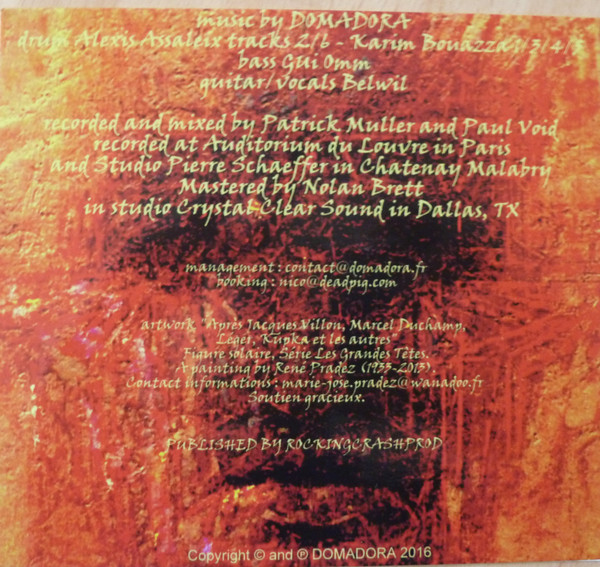 music by DOMADORA
drum Alexis Assaleix tracks 2/6 - Karim Bouazza 1/3/4/5
bass GUi Omm
guitar/vocals Belwil
recorded and mixed by Patrick Muller and Paul Void
recorded at Auditorium du Louvre in Paris
and Studio Pierre Schaeffer in Chatenay Malabry
Mastered by Nolan Brett
in studio Crystal Clear Sound in Dallas, TX
management : contact@domadora.fr
booking : nico@deadpig.com
artwork "Après Jacques Villon, Marcel Duchamp,
Léger, Kupka et les autres"
Figure solaire, Série Les Grandes Têtes.
A painting by René Pradez (1933-2013).
Contact informations : marie-jose.pradez@wanadoo.fr
Soutien gracieux.
PUBLISHED BY ROCKINGCRASHPROD
Copyright © and ℗ DOMADORA 2016